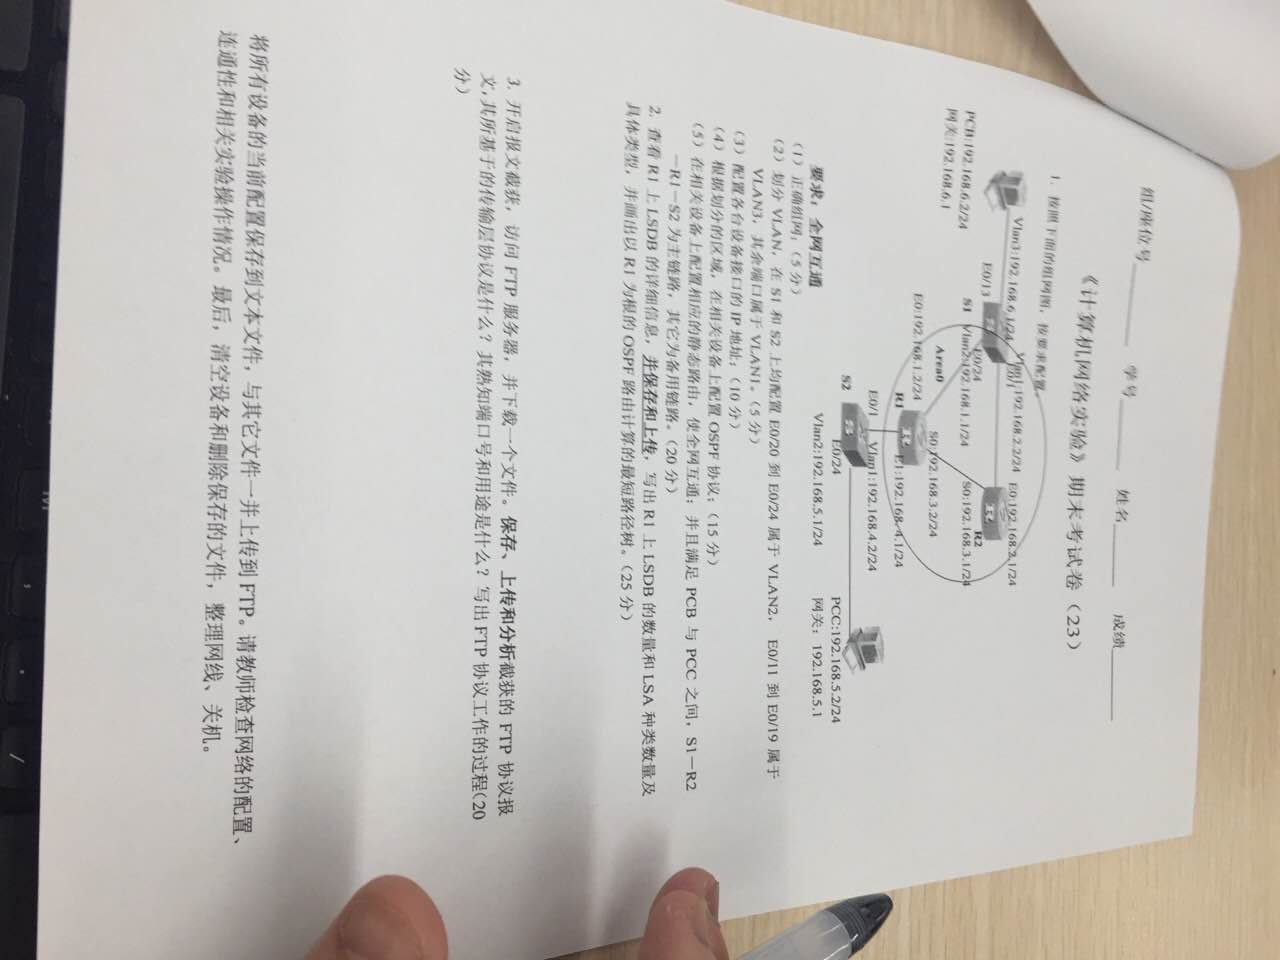 组/座位号________ 学号________ 姓名_______ 成绩________
《计算机网络实验》期末考试卷（23）
1. 按照下面的组网图，按要求配置。
Vlan3:192.168.6.1/24
Vlan1:192.168.2.2/24
E0:192.168.2.1/24
E0/1
E0/13
S1
E0/24
R
R2
PCB:192.168.6.2/24
Vlan2:192.168.1.1/24
S0:192.168.3.1/24
网关:192.168.6.1
Area0
S0:192.168.3.2/24
E0:192.168.1.2/24
R
R1
E1:192.168.4.1/24
E0/1
Vlan1:192.168.4.2/24
S2
S
E0/24
PCC:192.168.5.2/24
Vlan2:192.168.5.1/24
网关：192.168.5.1
要求：全网互通
（1）正确组网；（5 分）
（2）划分 VLAN，在 S1 和 S2 上均配置 E0/20 到 E0/24 属于 VLAN2， E0/11 到 E0/19 属于
VLAN3，其余端口属于 VLAN1。（5 分）
（3）配置各台设备接口的 IP 地址；（10 分）
（4）根据划分的区域，在相关设备上配置 OSPF 协议；（15 分）
（5）在相关设备上配置相应的静态路由，使全网互通；并且满足 PCB 与 PCC 之间，S1－R2
－R1－S2 为主链路，其它为备用链路。（20 分）
2. 查看 R1 上 LSDB 的详细信息，并保存和上传，写出 R1 上 LSDB 的数量和 LSA 种类数量及
具体类型，并画出以 R1 为根的 OSPF 路由计算的最短路径树。（25 分）
3. 开启报文截获，访问 FTP 服务器，并下载一个文件。保存、上传和分析截获的 FTP 协议报
文，其所基于的传输层协议是什么？其熟知端口号和用途是什么？写出 FTP 协议工作的过程（20
分）
将所有设备的当前配置保存到文本文件，与其它文件一并上传到 FTP。请教师检查网络的配置、
连通性和相关实验操作情况。最后，清空设备和删除保存的文件，整理网线、关机。
M